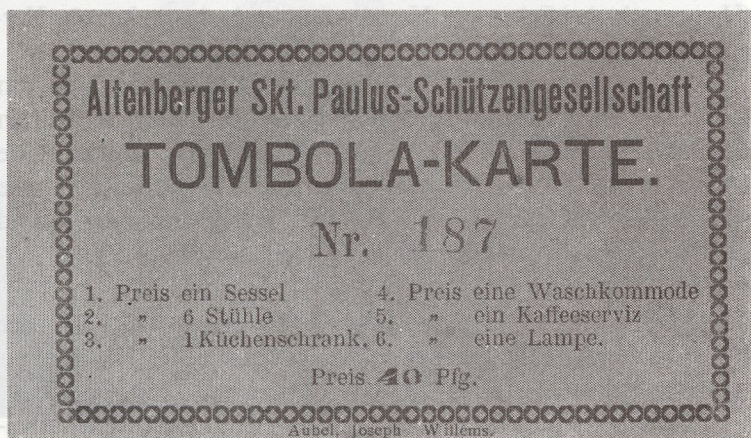 Altenberger Skt. Paulus-Schützengesellschaft
TOMBOLA-KARTE.
Nr. 187
1. Preis ein Sessel
2. „ 6 Stühle
3. „ 1 Küchenschrank.
4. Preis eine Waschkommode
5. „ ein Kaffeeserviz
6. „ eine Lampe.
Preis 40 Pfg.
Aubel, Joseph Willems.